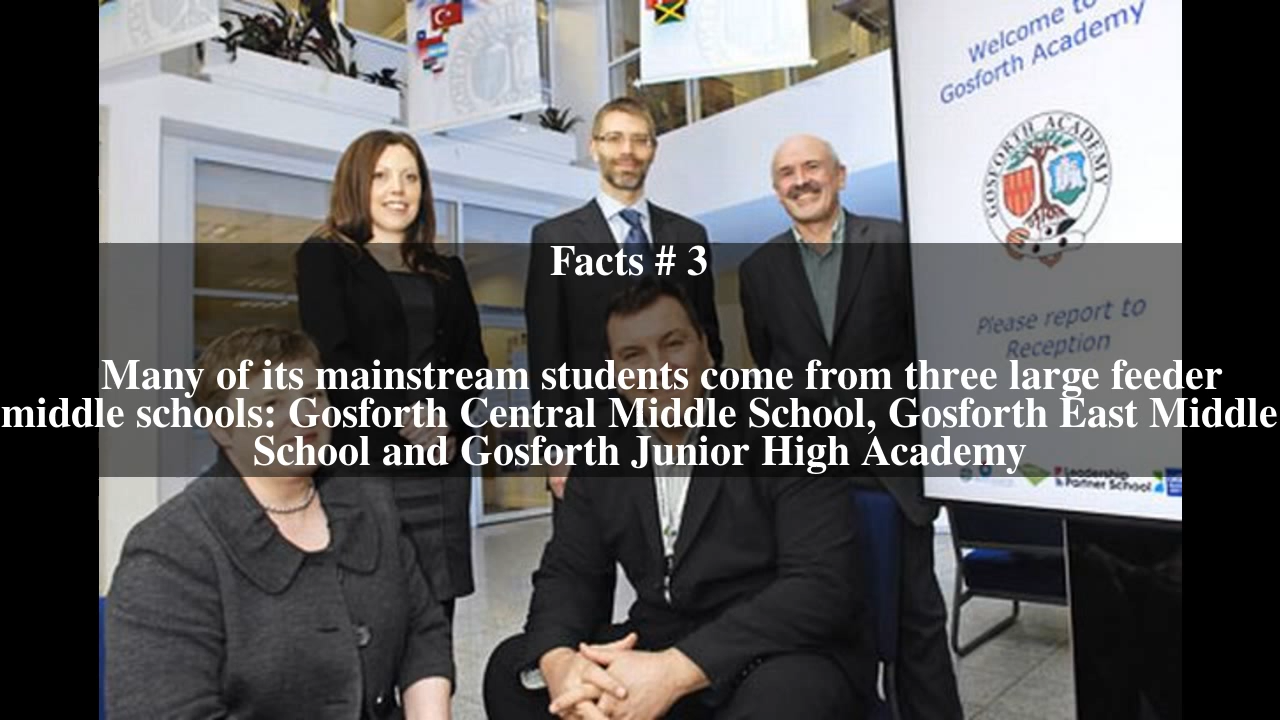 Welcome to
Gosforth Academy
GOSFORTH ACADEMY
Facts # 3
Please report to
Reception
Many of its mainstream students come from three large feeder
middle schools: Gosforth Central Middle School, Gosforth East Middle
School and Gosforth Junior High Academy
Leadership
Partner School